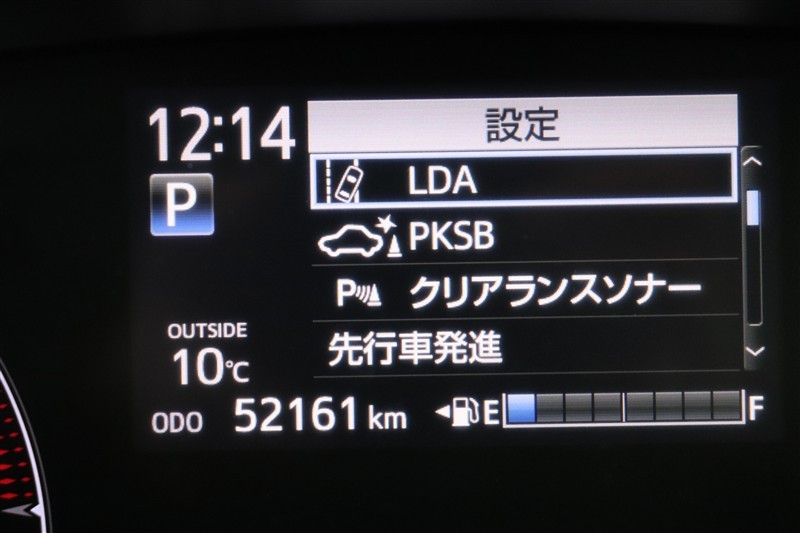 12:14
設定
LDA
P
PKSB
P クリアランスソナー
先行車発進
OUTSIDE
10℃
ODO 52161 km
E F